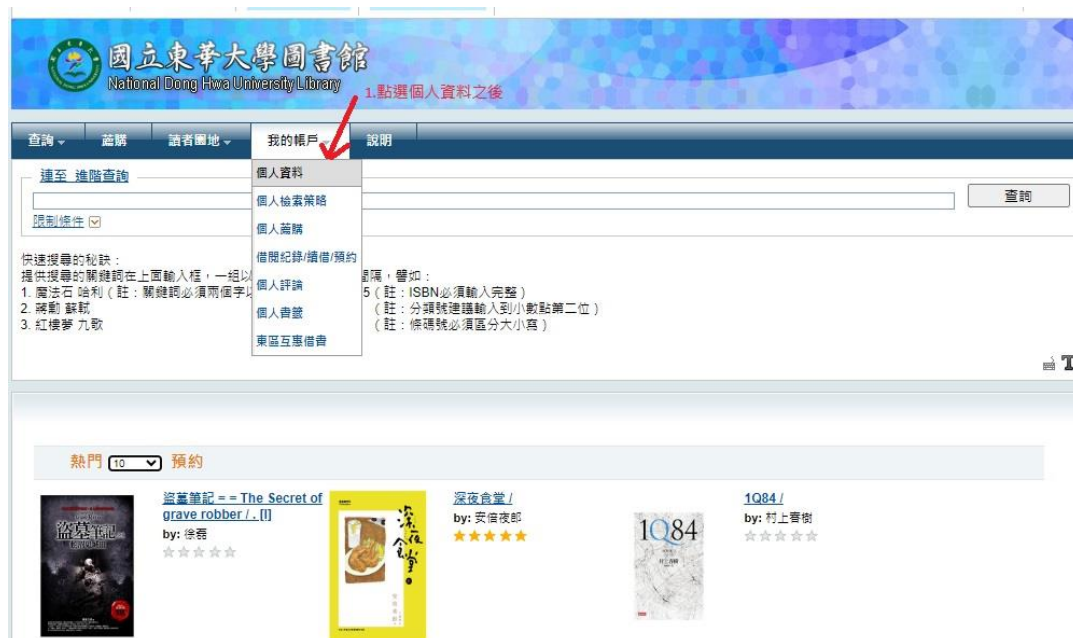 國立東華大學圖書館
National Dong Hwa University Library
1.點選個人資料之後
查詢 薦購 讀者園地 我的帳戶 說明
連至 進階查詢
查詢
限制條件
個人資料
個人檢索策略
個人薦購
借閱紀錄/續借/預約
個人評論
個人書籤
東區互惠借書
快速搜尋的秘訣：
提供搜尋的關鍵詞在上面輸入框，一組以 間隔，譬如：
1. 魔法石 哈利（註：關鍵詞必須兩個字以 5（註：ISBN必須輸入完整）
2. 蔣勳 蘇軾 （註：分類號建議輸入到小數點第二位）
3. 紅樓夢 九歌 （註：條碼號必須區分大小寫）
熱門 10 預約
盜墓筆記 = = The Secret of
grave robber / . [I]
by: 徐磊
深夜食堂 /
by: 安倍夜郎
1Q84 /
by: 村上春樹
盜墓筆記
深夜食堂
1Q84